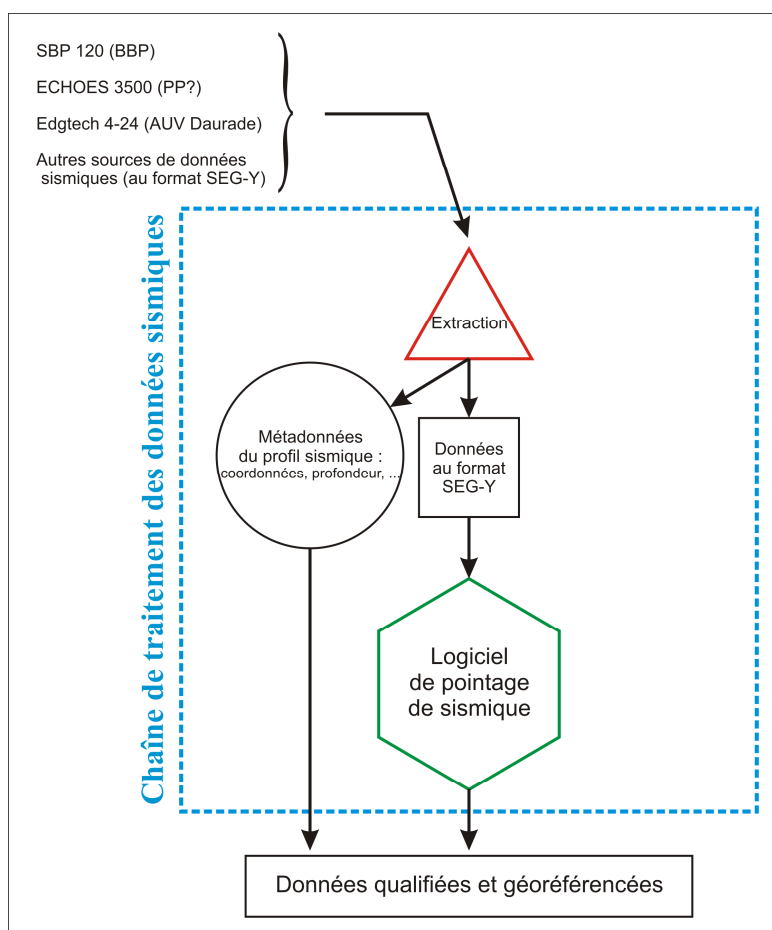 SBP 120 (BBP)
ECHOES 3500 (PP?)
Edgtech 4-24 (AUV Daurade)
Autres sources de données
sismiques (au format SEG-Y)
Chaîne de traitement des données sismiques
Extraction
Métadonnées
du profil sismique :
coordonnées, profondeur, ...
Données
au format
SEG-Y
Logiciel
de pointage
de sismique
Données qualifiées et géoréférencées